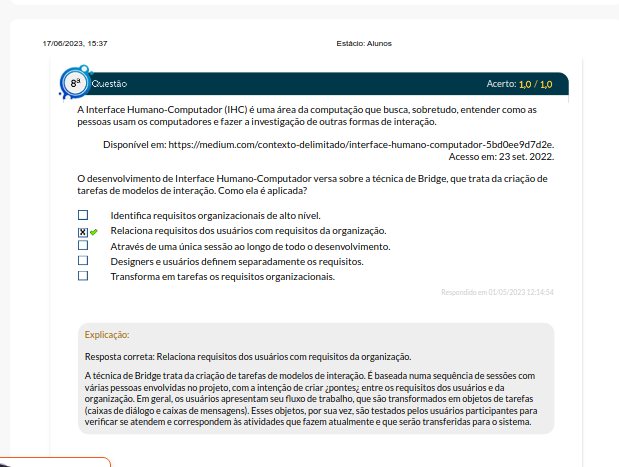 17/06/2023, 15:37
Estácio: Alunos
8ª Questão
Acerto: 1,0 / 1,0
A Interface Humano-Computador (IHC) é uma área da computação que busca, sobretudo, entender como as
pessoas usam os computadores e fazer a investigação de outras formas de interação.
Disponível em: https://medium.com/contexto-delimitado/interface-humano-computador-5bd0ee9d7d2e.
Acesso em: 23 set. 2022.
O desenvolvimento de Interface Humano-Computador versa sobre a técnica de Bridge, que trata da criação de
tarefas de modelos de interação. Como ela é aplicada?
Identifica requisitos organizacionais de alto nível.
Relaciona requisitos dos usuários com requisitos da organização.
Através de uma única sessão ao longo de todo o desenvolvimento.
Designers e usuários definem separadamente os requisitos.
Transforma em tarefas os requisitos organizacionais.
Respondido em 01/05/2023 12:14:54
Explicação:
Resposta correta: Relaciona requisitos dos usuários com requisitos da organização.
A técnica de Bridge trata da criação de tarefas de modelos de interação. É baseada numa sequência de sessões com
várias pessoas envolvidas no projeto, com a intenção de criar ¿pontes¿ entre os requisitos dos usuários e da
organização. Em geral, os usuários apresentam seu fluxo de trabalho, que são transformados em objetos de tarefas
(caixas de diálogo e caixas de mensagens). Esses objetos, por sua vez, são testados pelos usuários participantes para
verificar se atendem e correspondem às atividades que fazem atualmente e que serão transferidas para o sistema.